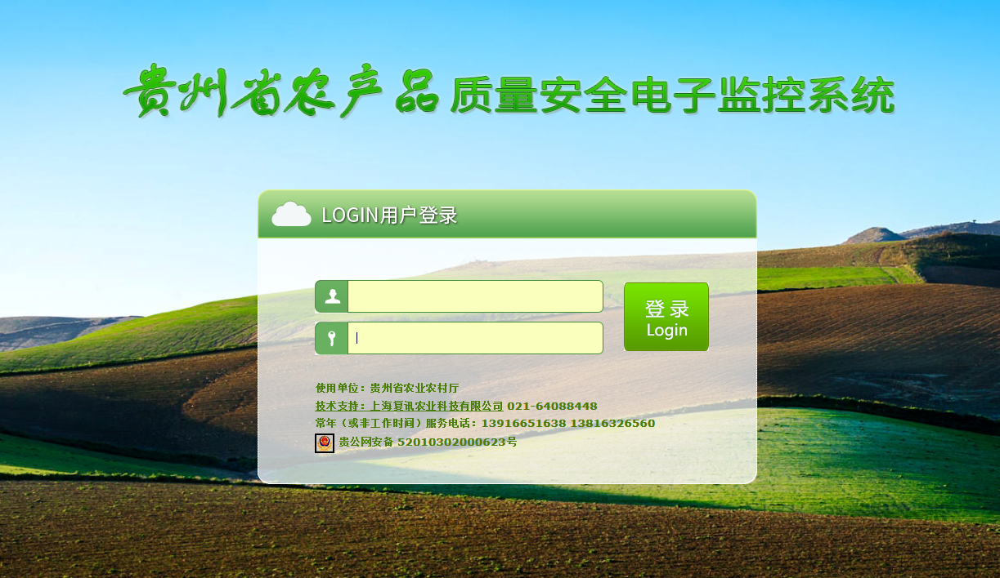 贵州省农产品质量安全电子监控系统
LOGIN用户登录
登 录
Login
使用单位：贵州省农业农村厅
技术支持：上海复讯农业科技有限公司 021-64088448
常年（或非工作时间）服务电话：13916651638 13816326560
贵公网安备 52010302000623号